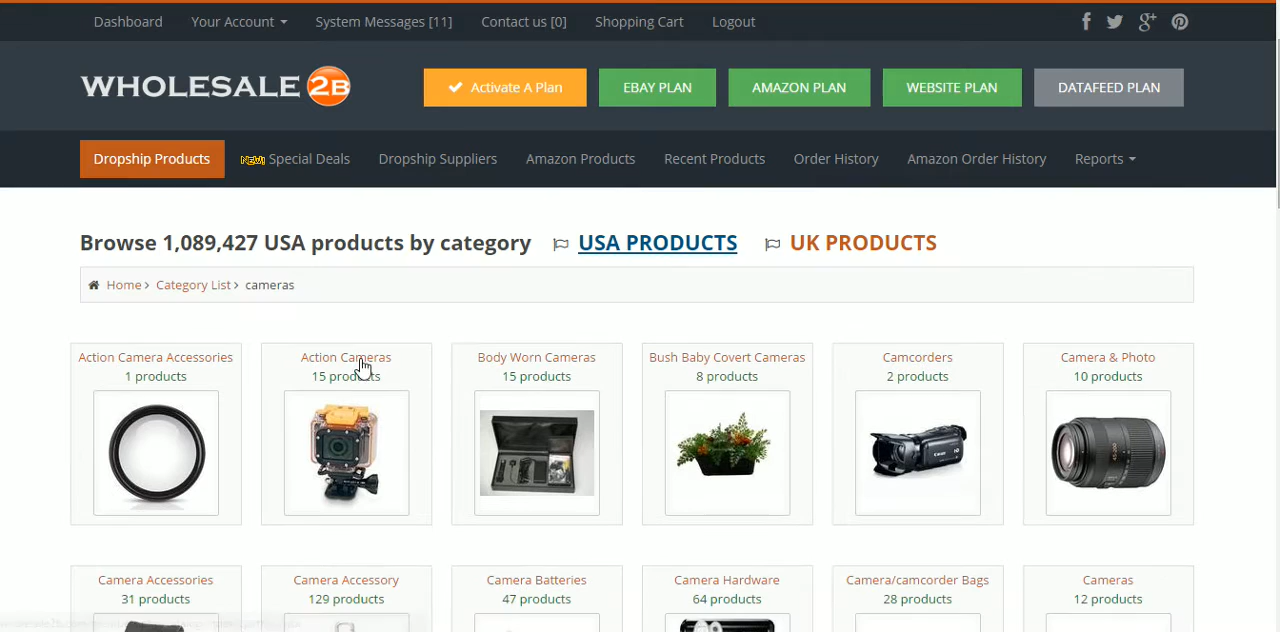 Dashboard Your Account System Messages [11] Contact us [0] Shopping Cart Logout
WHOLESALE 2B Activate A Plan EBAY PLAN AMAZON PLAN WEBSITE PLAN DATAFEED PLAN
Dropship Products NEW Special Deals Dropship Suppliers Amazon Products Recent Products Order History Amazon Order History Reports
Browse 1,089,427 USA products by category USA PRODUCTS UK PRODUCTS
Home › Category List › cameras
Action Camera Accessories Action Cameras Body Worn Cameras Bush Baby Covert Cameras Camcorders Camera & Photo
1 products 15 products 15 products 8 products 2 products 10 products
Camera Accessories Camera Accessory Camera Batteries Camera Hardware Camera/camcorder Bags Cameras
31 products 129 products 47 products 64 products 28 products 12 products